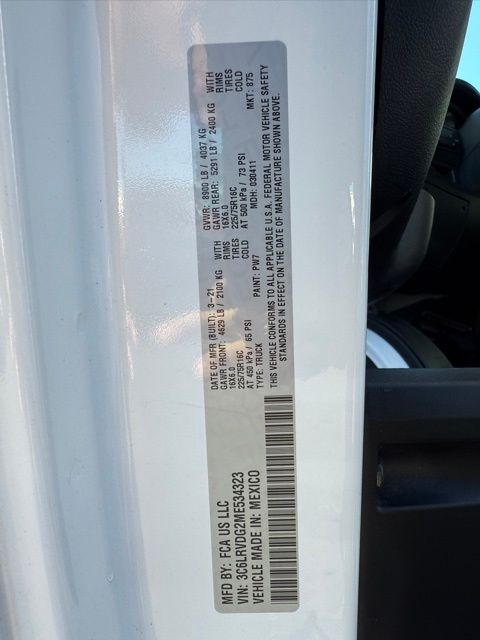 MFD BY: FCA US LLC
VIN: 3C6LRVDG2ME534323
VEHICLE MADE IN: MEXICO
DATE OF MFR (BUILT): 3-21 GVWR: 8900 LB / 4037 KG
GAWR FRONT: 4629 LB / 2100 KG WITH GAWR REAR: 5291 LB / 2400 KG WITH
16X6.0 RIMS 16X6.0 RIMS
225/75R16C TIRES 225/75R16C TIRES
AT 450 kPa / 65 PSI COLD AT 500 kPa / 73 PSI COLD
TYPE: TRUCK PAINT: PW7 MDH: 030411 MKT: 875
THIS VEHICLE CONFORMS TO ALL APPLICABLE U.S.A. FEDERAL MOTOR VEHICLE SAFETY
STANDARDS IN EFFECT ON THE DATE OF MANUFACTURE SHOWN ABOVE.